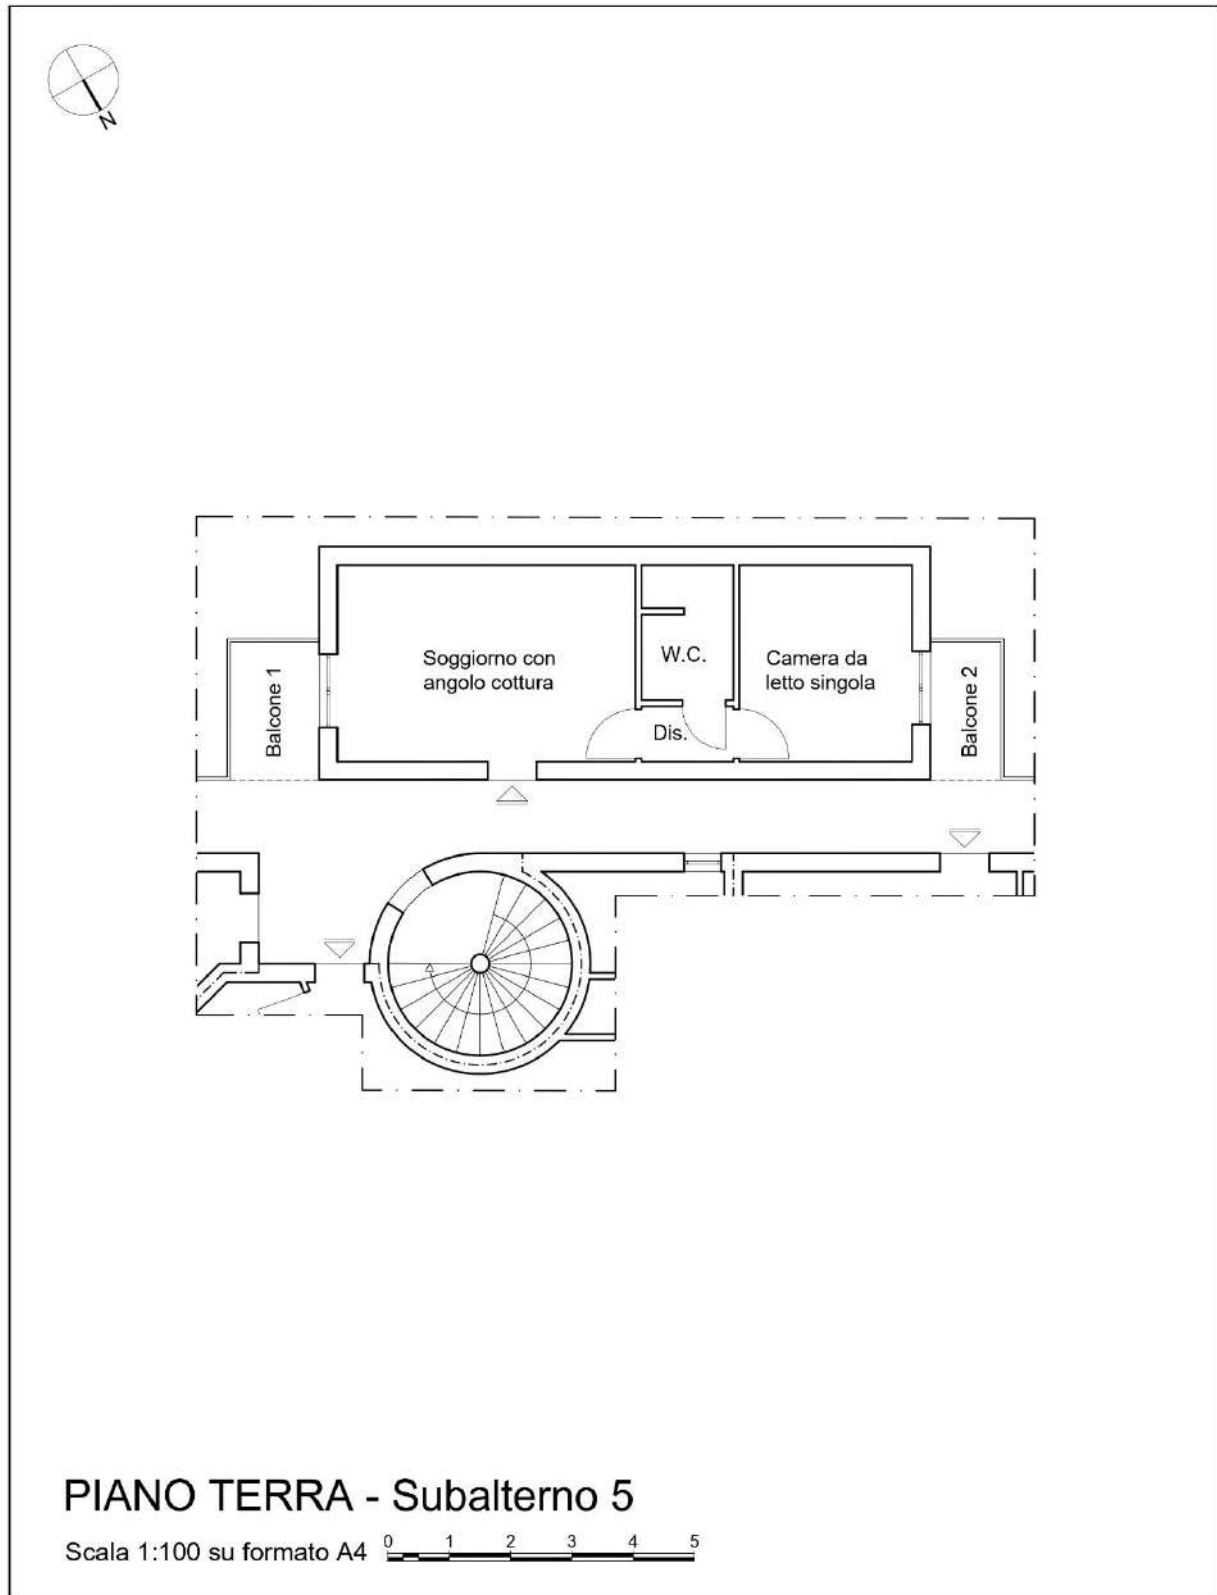 N
Soggiorno con
angolo cottura
W.C.
Camera da
letto singola
Balcone 1
Dis.
Balcone 2
PIANO TERRA - Subalterno 5
Scala 1:100 su formato A4
0 1 2 3 4 5